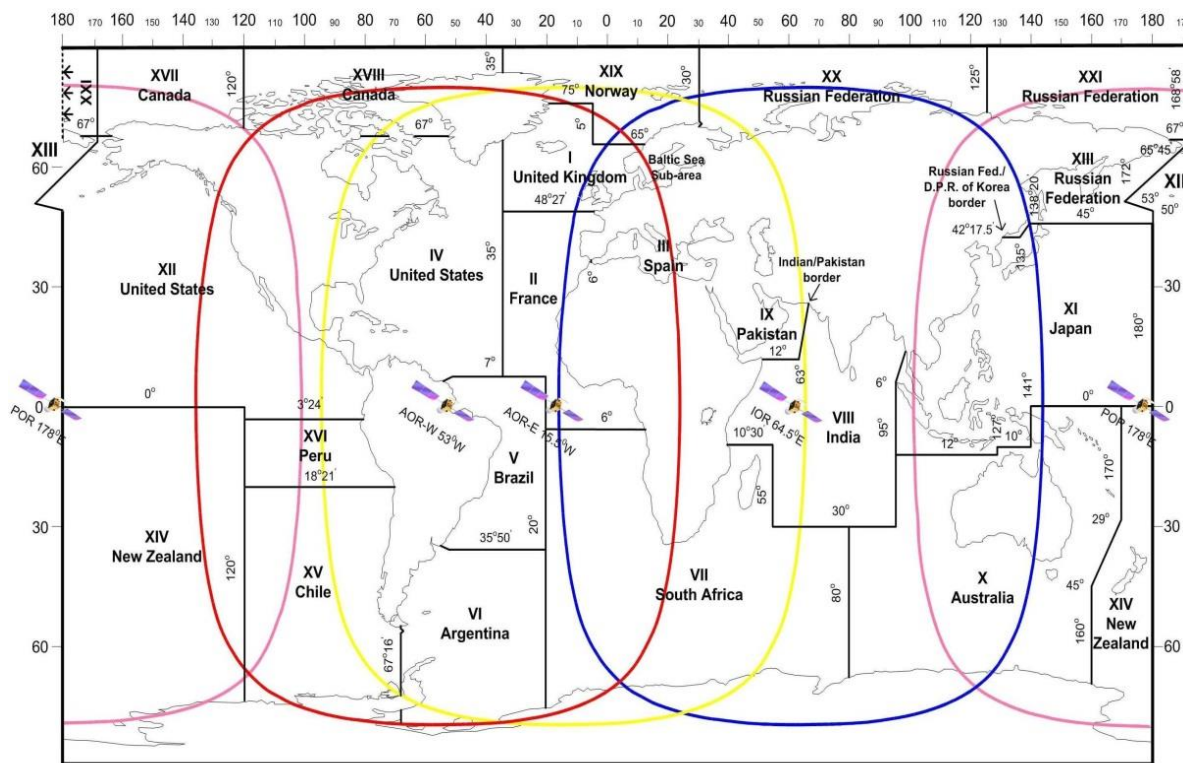 180 170 160 150 140 130 120 110 100 90 80 70 60 50 40 30 20 10 0 10 20 30 40 50 60 70 80 90 100 110 120 130 140 150 160 170 180
XXI
XVII
Canada
120°
XVIII
Canada
35°
XIX
Norway
30°
XX
Russian Federation
125°
XXI
Russian Federation
168°58'
67°
67°
75°
5°
65°
67°
65°45'
XIII
60
I
United Kingdom
48°27'
Baltic Sea
Sub-area
Russian Fed./
D.P.R. of Korea
border
42°17.5'
138°20'
135°
XIII
Russian
Federation
45°
172°
XII
53°
50°
XII
United States
30
IV
United States
35°
II
France
III
Spain
6°
Indian/Pakistan
border
IX
Pakistan
12°
63°
XI
Japan
180°
30
7°
0
0°
POR 178°E
3°24'
AOR-W 53°W
AOR-E 15.5°W
6°
IOR 64.5°E
VIII
India
6°
95°
141°
127°
12°
10°
0°
POR 178°E
0
XVI
Peru
18°21'
V
Brazil
20°
35°50'
10°30'
55°
30°
170°
29°
30
XIV
New Zealand
120°
XV
Chile
30
VI
Argentina
67°16'
VII
South Africa
80°
X
Australia
45°
160°
XIV
New
Zealand
60
60